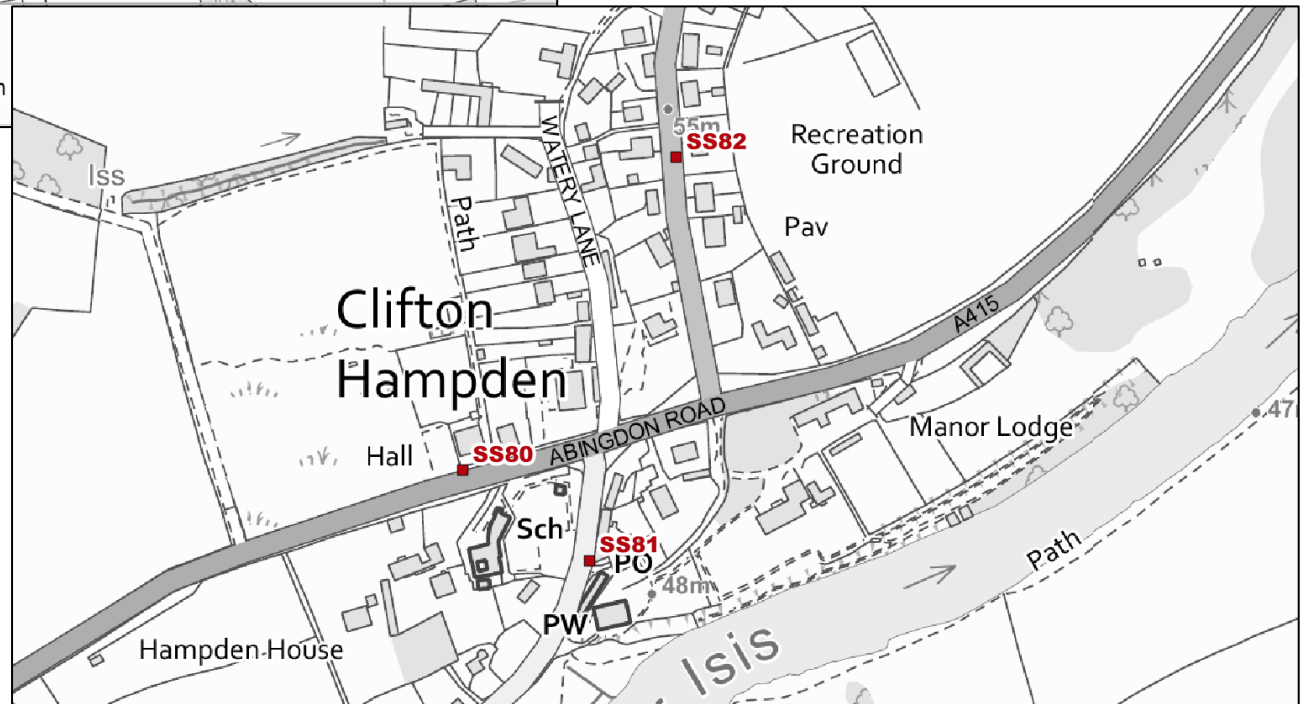 55m
SS82
Recreation
Ground
WATERY LANE
Iss
Path
Pav
Clifton
Hampden
A415
ABINGDON ROAD
Manor Lodge
Hall
SS80
Sch
SS81
PO
48m
Path
PW
Hampden House
Isis